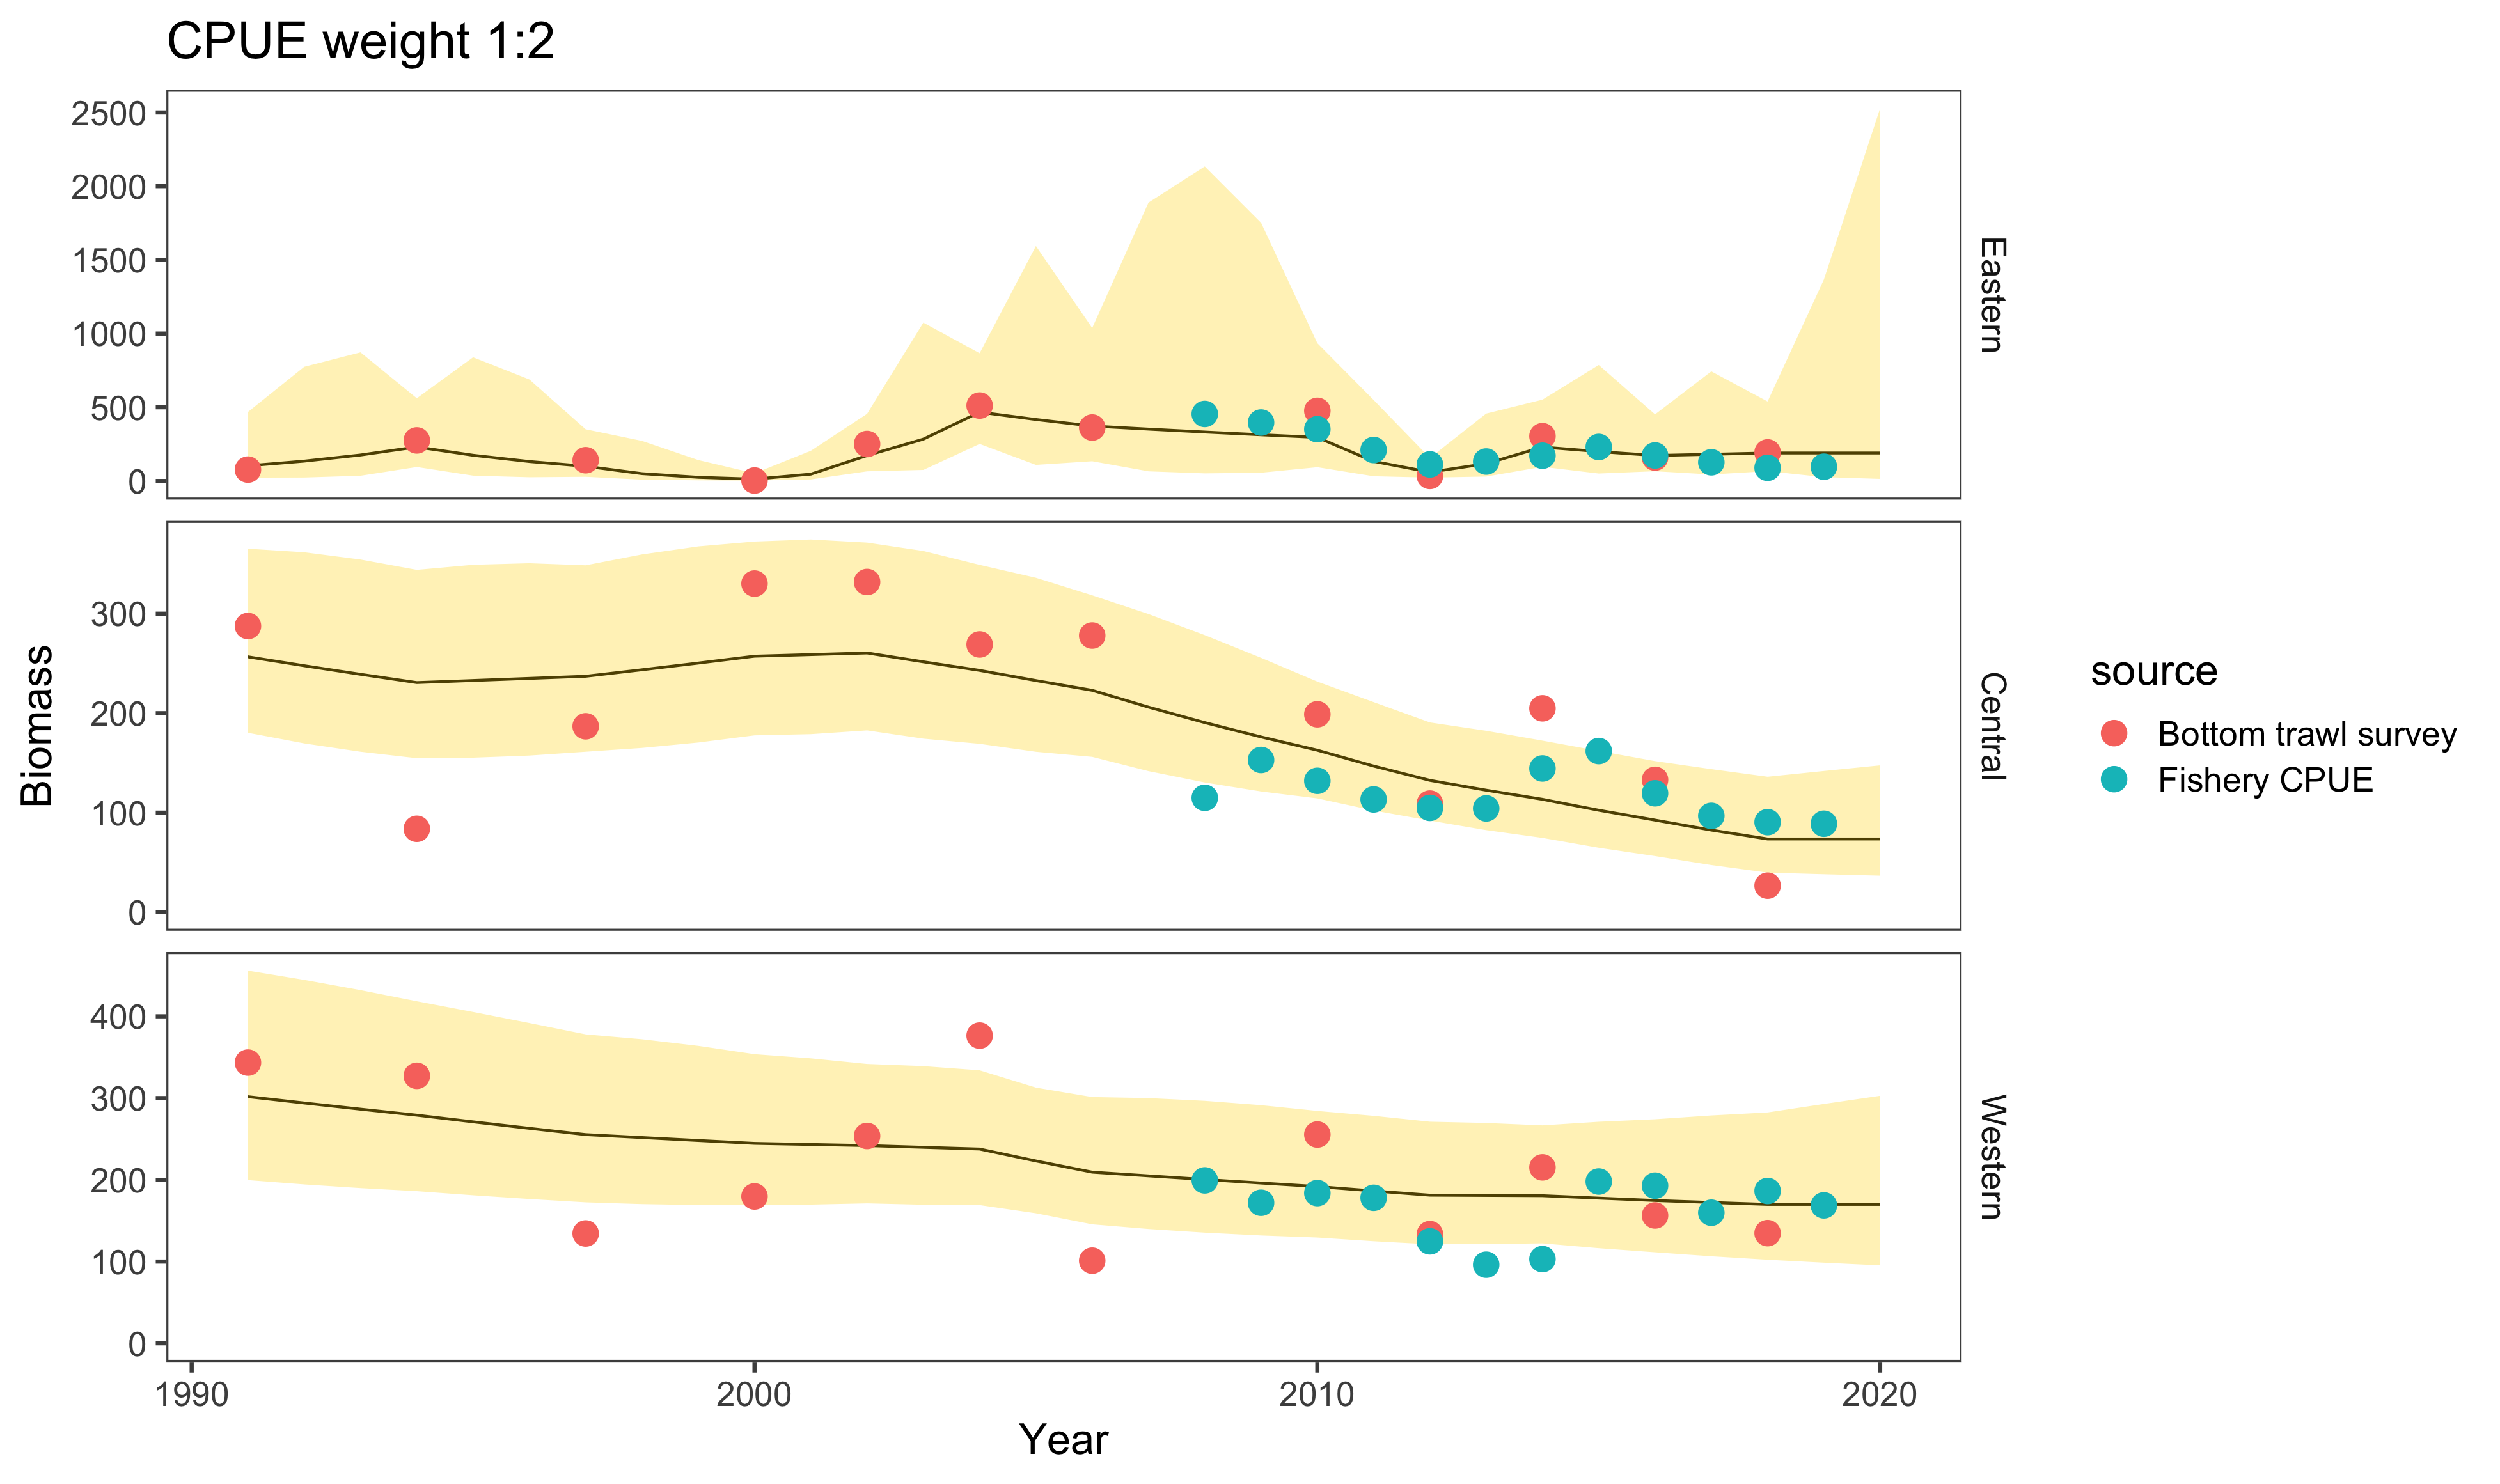 CPUE weight 1:2
2500
2000
1500
1000
500
0
Eastern
300
200
100
0
Central
400
300
200
100
0
Western
Biomass
1990
2000
2010
2020
Year
source
Bottom trawl survey
Fishery CPUE